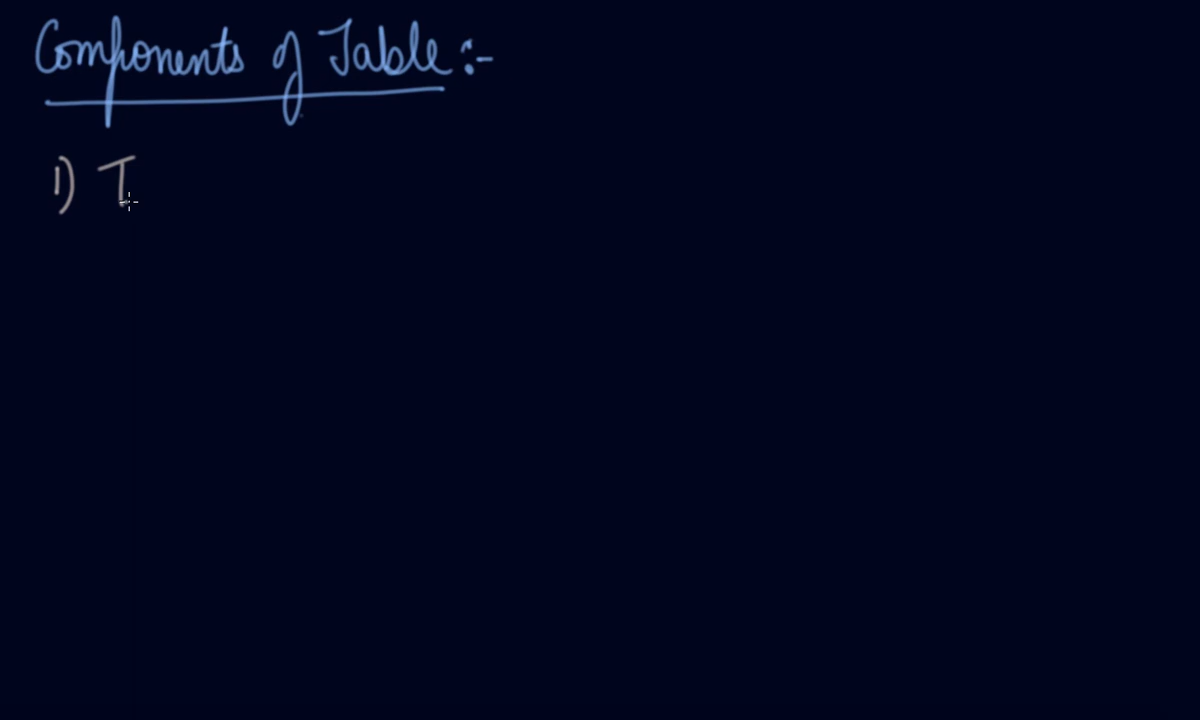 Components of Table :-
1) T